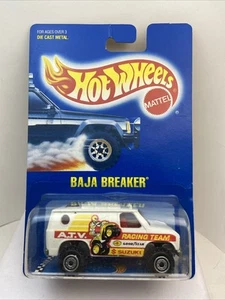 FOR AGES OVER 3
DIE CAST METAL
HOT WHEELS
MATTEL
BAJA BREAKER
A.T.V.
RACING TEAM
GOODYEAR
SUZUKI